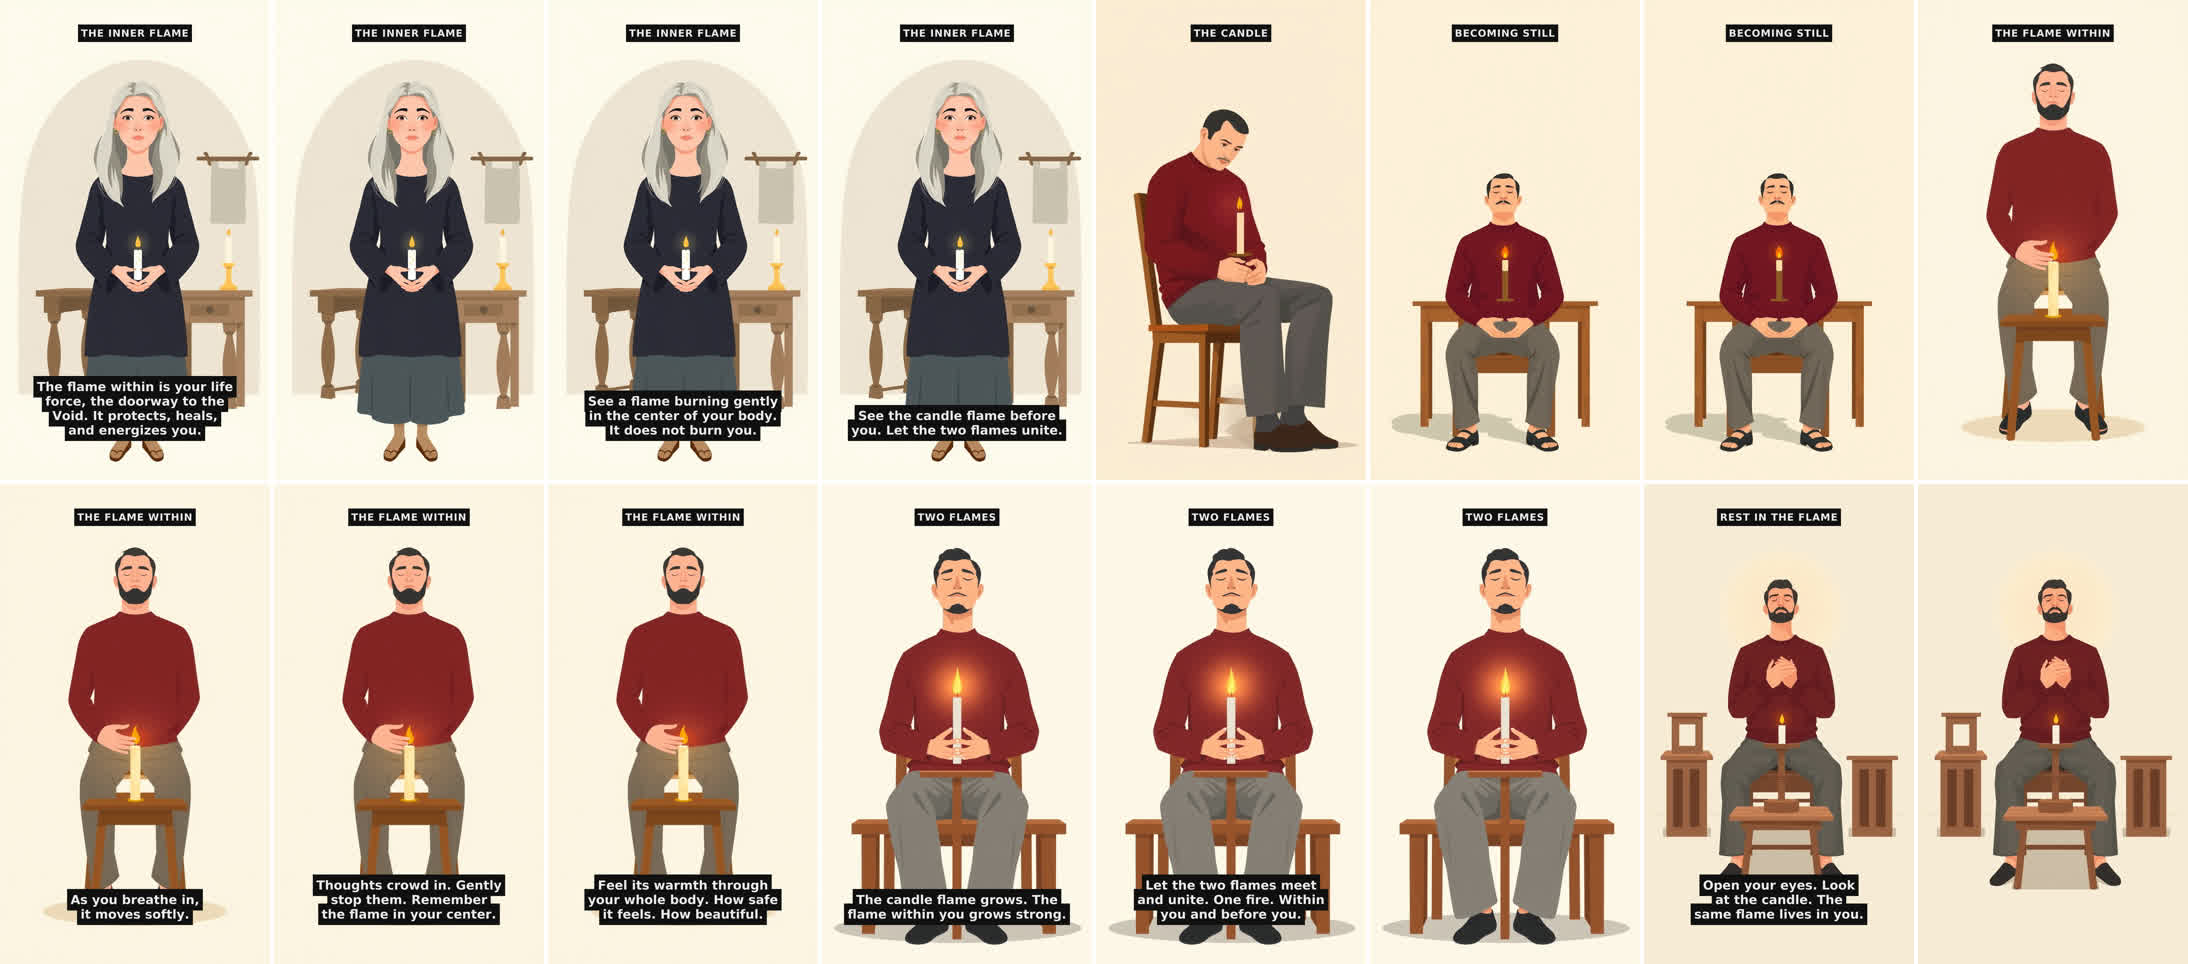 THE INNER FLAME
The flame within is your life
force, the doorway to the
Void. It protects, heals,
and energizes you.
THE INNER FLAME
THE INNER FLAME
See a flame burning gently
in the center of your body.
It does not burn you.
THE INNER FLAME
See the candle flame before
you. Let the two flames unite.
THE CANDLE
BECOMING STILL
BECOMING STILL
THE FLAME WITHIN
THE FLAME WITHIN
As you breathe in,
it moves softly.
THE FLAME WITHIN
Thoughts crowd in. Gently
stop them. Remember
the flame in your center.
THE FLAME WITHIN
Feel its warmth through
your whole body. How safe
it feels. How beautiful.
TWO FLAMES
The candle flame grows. The
flame within you grows strong.
TWO FLAMES
Let the two flames meet
and unite. One fire. Within
you and before you.
TWO FLAMES
REST IN THE FLAME
Open your eyes. Look
at the candle. The
same flame lives in you.